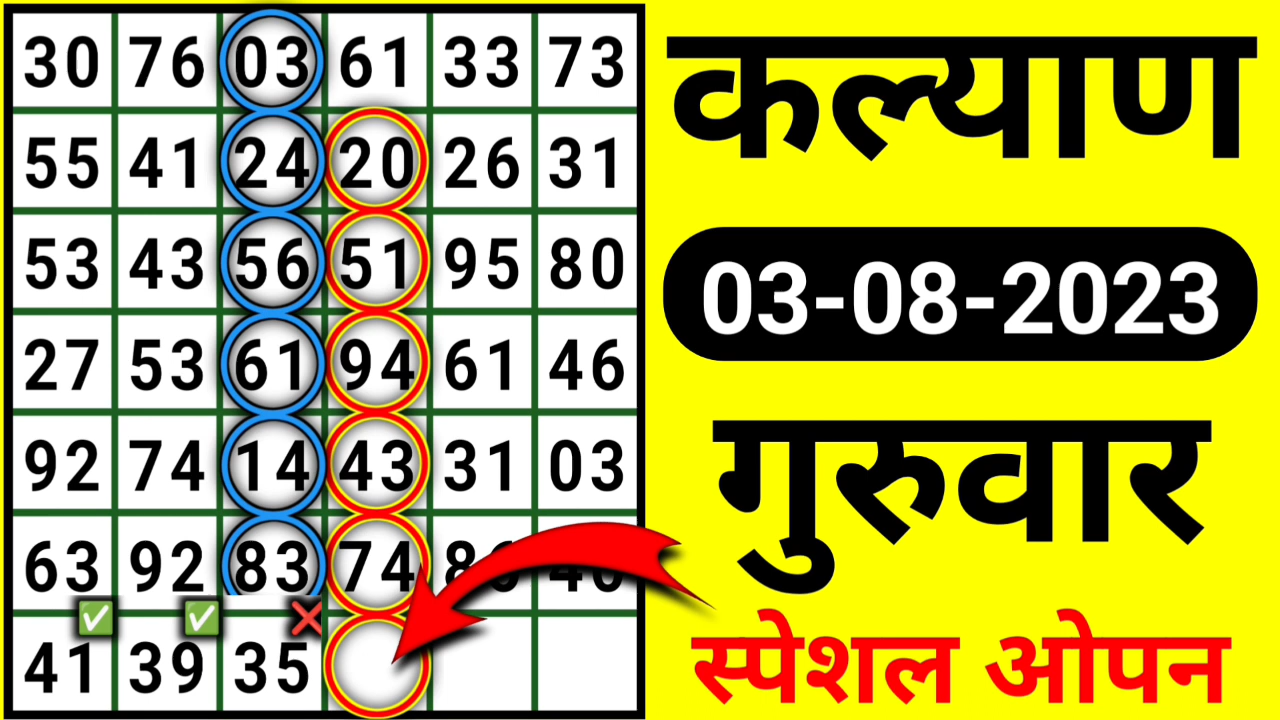 30 76 03 61 33 73
55 41 24 20 26 31
53 43 56 51 95 80
27 53 61 94 61 46
92 74 14 43 31 03
63 92 83 74
41 39 35
कल्याण
03-08-2023
गुरुवार
स्पेशल ओपन